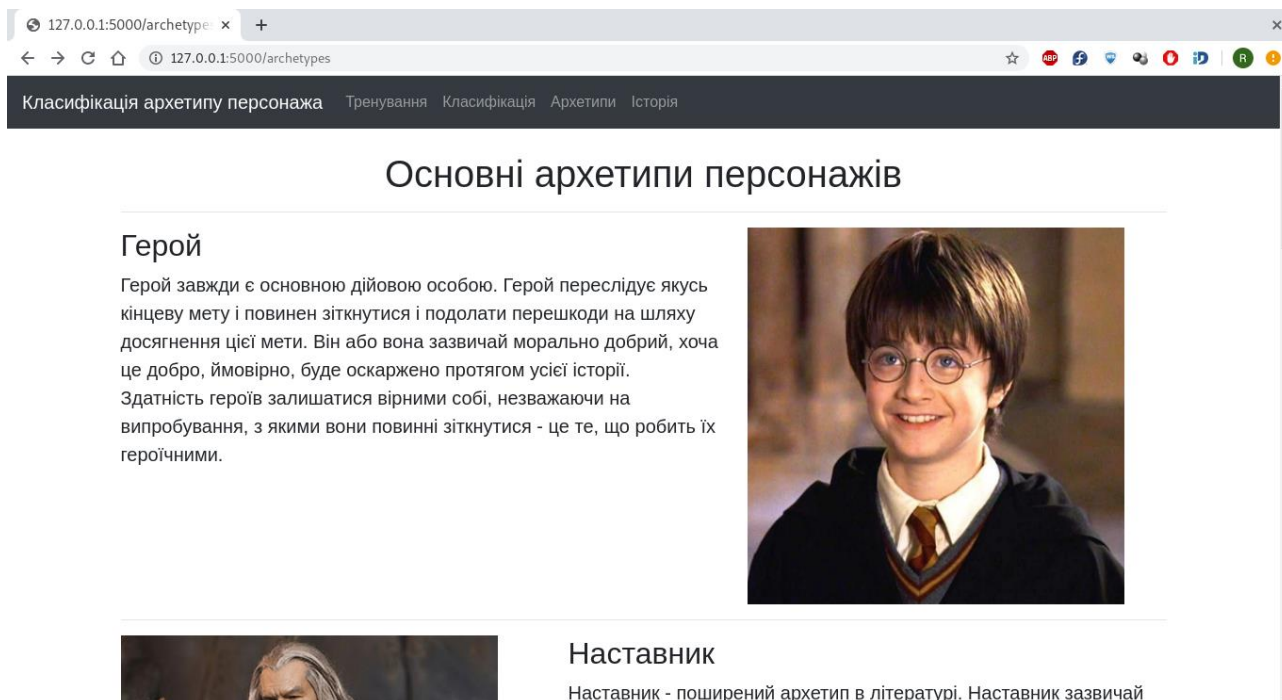 127.0.0.1:5000/archetype
127.0.0.1:5000/archetypes
ABP
R
Класифікація архетипу персонажа Тренування Класифікація Архетипи Історія
Основні архетипи персонажів
Герой
Герой завжди є основною дійовою особою. Герой переслідує якусь
кінцеву мету і повинен зіткнутися і подолати перешкоди на шляху
досягнення цієї мети. Він або вона зазвичай морально добрий, хоча
це добро, ймовірно, буде оскаржено протягом усієї історії.
Здатність героїв залишатися вірними собі, незважаючи на
випробування, з якими вони повинні зіткнутися - це те, що робить їх
героїчними.
Наставник
Наставник - поширений архетип в літературі. Наставник зазвичай